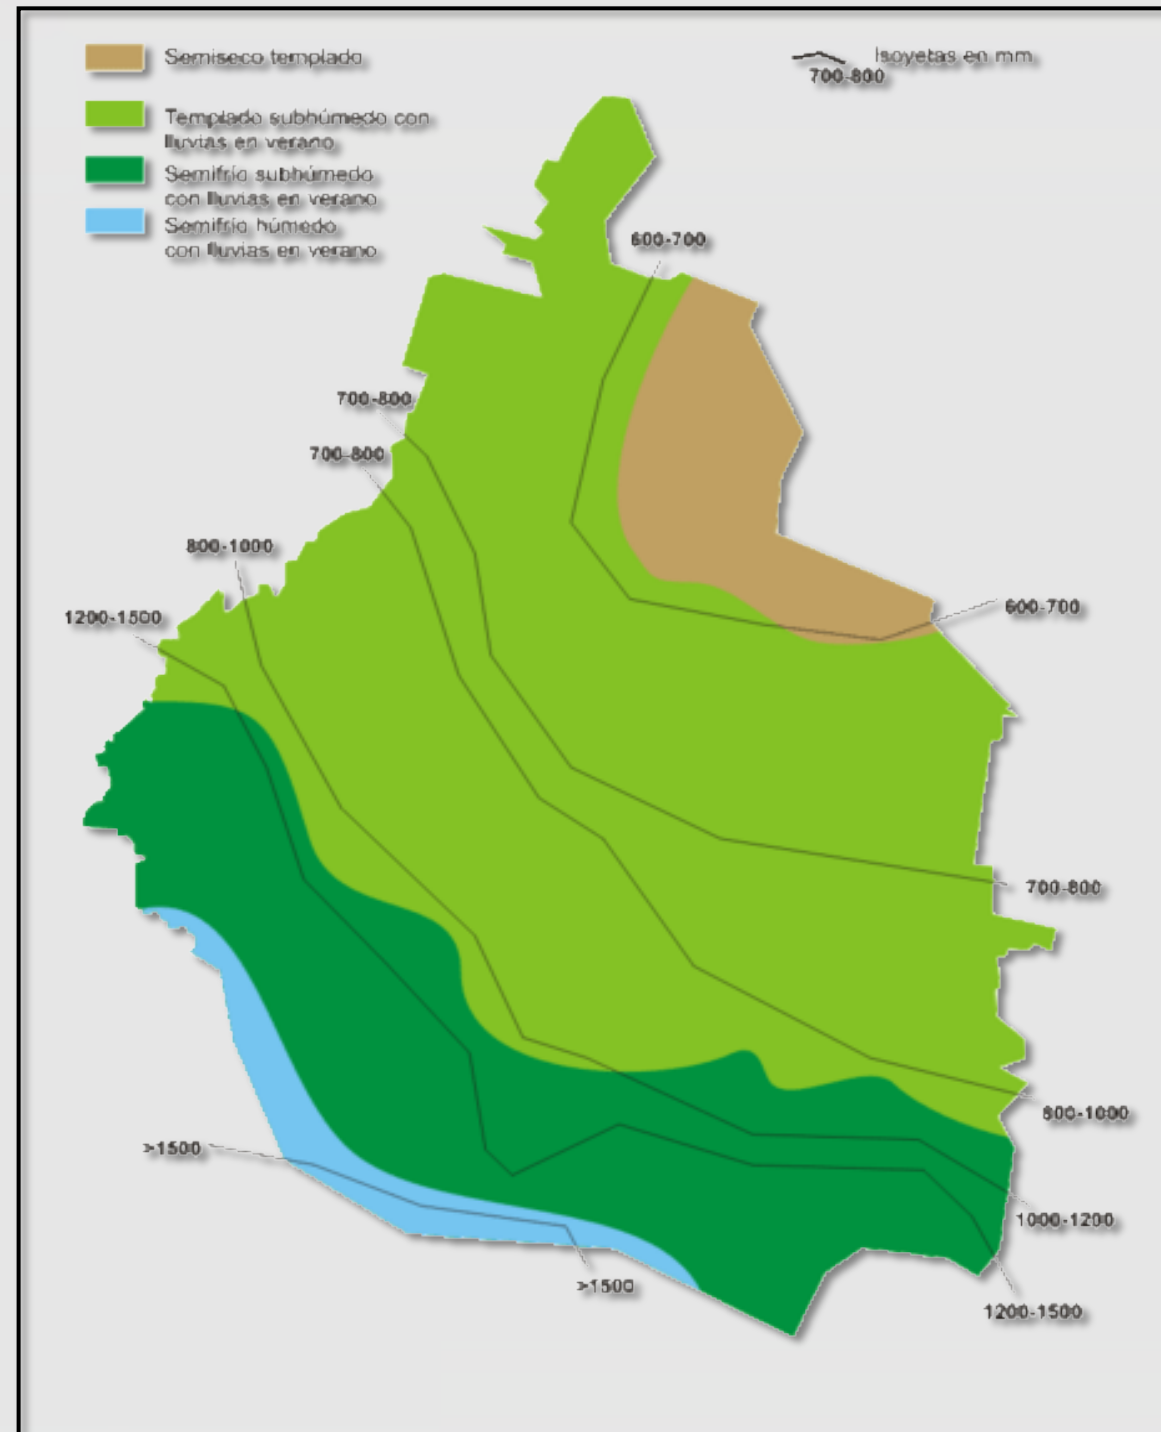 Semiseco templado
Templado subhúmedo con
lluvias en verano
Semifrío subhúmedo
con lluvias en verano
Semifrío húmedo
con lluvias en verano
Isoyetas en mm
700-800
600-700
700-800
700-800
800-1000
1200-1500
600-700
700-800
800-1000
>1500
1000-1200
>1500
1200-1500